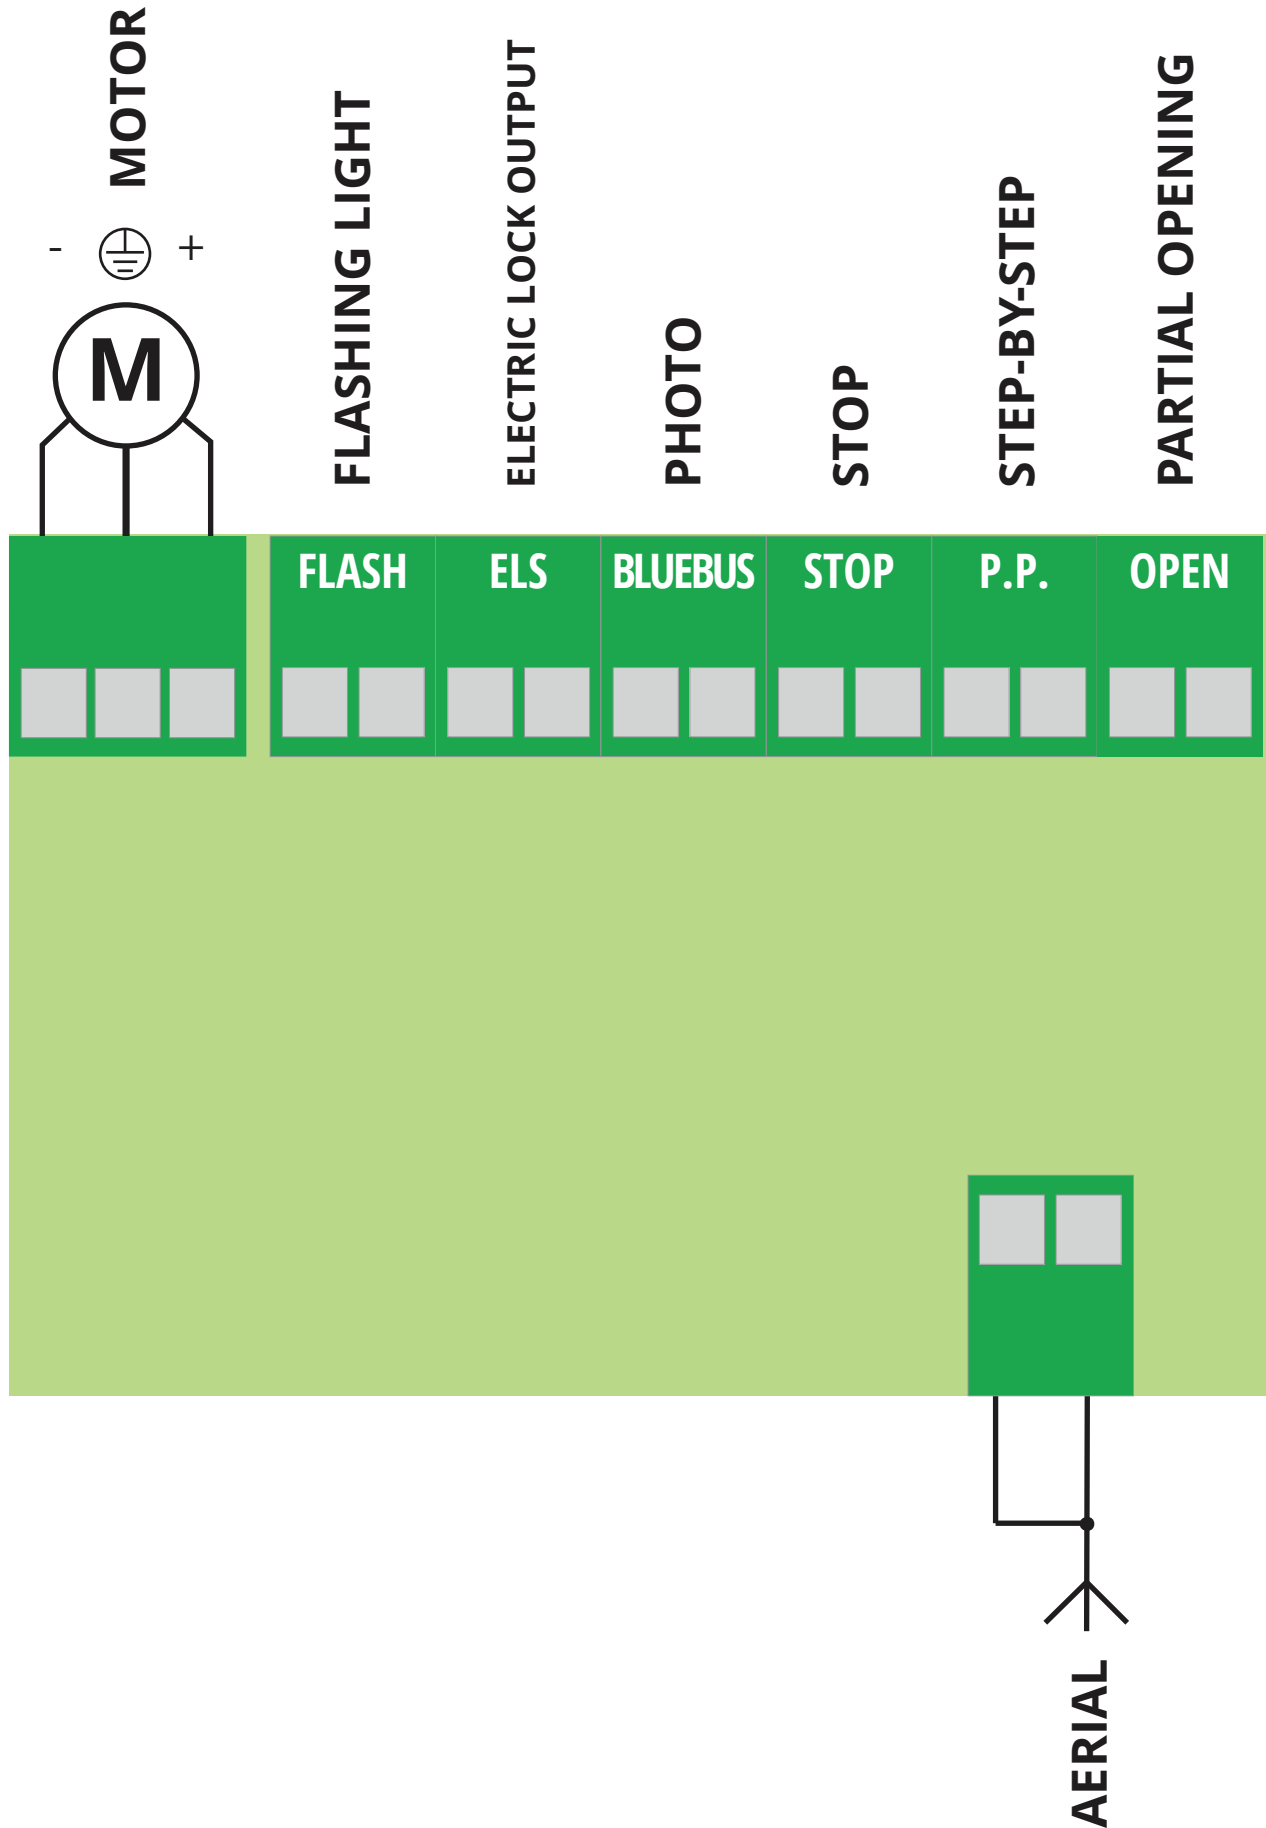 MOTOR
FLASHING LIGHT
ELECTRIC LOCK OUTPUT
PHOTO
STOP
STEP-BY-STEP
PARTIAL OPENING
- +
M
FLASH
ELS
BLUEBUS
STOP
P.P.
OPEN
AERIAL